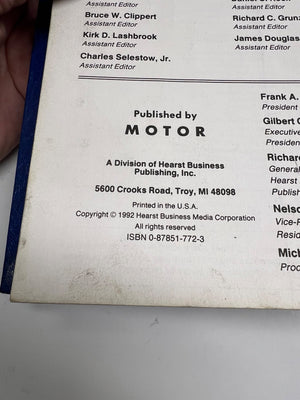 Assistant Editor
Bruce W. Clippert
Assistant Editor
Kirk D. Lashbrook
Assistant Editor
Charles Selestow, Jr.
Assistant Editor
Assistant Editor
Richard C.
Assistant Editor
James Douglas
Assistant Editor
Published by
MOTOR
A Division of Hearst Business
Publishing, Inc.
5600 Crooks Road, Troy, MI 48098
Printed in the U.S.A.
Copyright © 1992 Hearst Business Media Corporation
All rights reserved
ISBN 0-87851-772-3
Frank A.
President
Gilbert
Executive
President
Richard
General
Hearst
Publish
Nelso
Vice-P
Resid
Mich
Proc